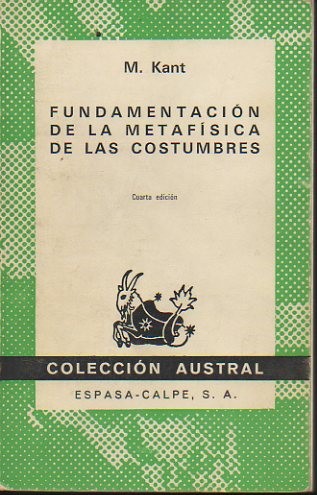 M. Kant
FUNDAMENTACIÓN
DE LA METAFÍSICA
DE LAS COSTUMBRES
Cuarta edición
COLECCIÓN AUSTRAL
ESPASA-CALPE, S. A.